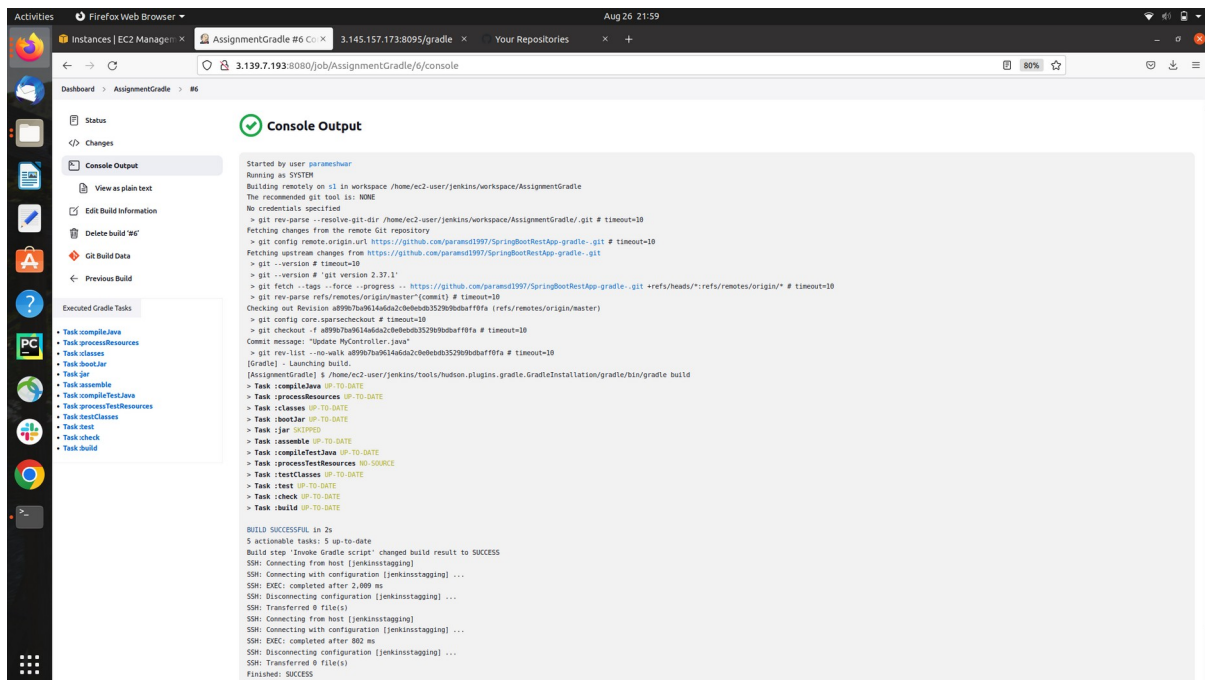 Activities Firefox Web Browser Aug 26 21:59
Instances | EC2 Managem × AssignmentGradle #6 Co × 3.145.157.173:8095/gradle × Your Repositories × +
3.139.7.193:8080/job/AssignmentGradle/6/console 80%
Dashboard > AssignmentGradle > #6
Status
Changes
Console Output
View as plain text
Edit Build Information
Delete build '#6'
Git Build Data
Previous Build
Executed Gradle Tasks
Task :compileJava
Task :processResources
Task :classes
Task :bootJar
Task :jar
Task :assemble
Task :compileTestJava
Task :processTestResources
Task :testClasses
Task :test
Task :check
Task :build
Console Output
Started by user parameshwar
Running as SYSTEM
Building remotely on s1 in workspace /home/ec2-user/jenkins/workspace/AssignmentGradle
The recommended git tool is: NONE
No credentials specified
> git rev-parse --resolve-git-dir /home/ec2-user/jenkins/workspace/AssignmentGradle/.git # timeout=10
Fetching changes from the remote Git repository
> git config remote.origin.url https://github.com/paramsd1997/SpringBootRestApp-gradle-.git # timeout=10
Fetching upstream changes from https://github.com/paramsd1997/SpringBootRestApp-gradle-.git
> git --version # timeout=10
> git --version # 'git version 2.37.1'
> git fetch --tags --force --progress -- https://github.com/paramsd1997/SpringBootRestApp-gradle-.git +refs/heads/*:refs/remotes/origin/* # timeout=10
> git rev-parse refs/remotes/origin/master^{commit} # timeout=10
Checking out Revision a899b7ba9614a6da2c0e0ebdb3529b9bdbaff0fa (refs/remotes/origin/master)
> git config core.sparsecheckout # timeout=10
> git checkout -f a899b7ba9614a6da2c0e0ebdb3529b9bdbaff0fa # timeout=10
Commit message: "Update MyController.java"
> git rev-list --no-walk a899b7ba9614a6da2c0e0ebdb3529b9bdbaff0fa # timeout=10
[Gradle] - Launching build.
[AssignmentGradle] $ /home/ec2-user/jenkins/tools/hudson.plugins.gradle.GradleInstallation/gradle/bin/gradle build
> Task :compileJava UP-TO-DATE
> Task :processResources UP-TO-DATE
> Task :classes UP-TO-DATE
> Task :bootJar UP-TO-DATE
> Task :jar SKIPPED
> Task :assemble UP-TO-DATE
> Task :compileTestJava UP-TO-DATE
> Task :processTestResources NO-SOURCE
> Task :testClasses UP-TO-DATE
> Task :test UP-TO-DATE
> Task :check UP-TO-DATE
> Task :build UP-TO-DATE
BUILD SUCCESSFUL in 2s
5 actionable tasks: 5 up-to-date
Build step 'Invoke Gradle script' changed build result to SUCCESS
SSH: Connecting from host [jenkinsstagging]
SSH: Connecting with configuration [jenkinsstagging] ...
SSH: EXEC: completed after 2,009 ms
SSH: Disconnecting configuration [jenkinsstagging] ...
SSH: Transferred 0 file(s)
SSH: Connecting from host [jenkinsstagging]
SSH: Connecting with configuration [jenkinsstagging] ...
SSH: EXEC: completed after 802 ms
SSH: Disconnecting configuration [jenkinsstagging] ...
SSH: Transferred 0 file(s)
Finished: SUCCESS
PC